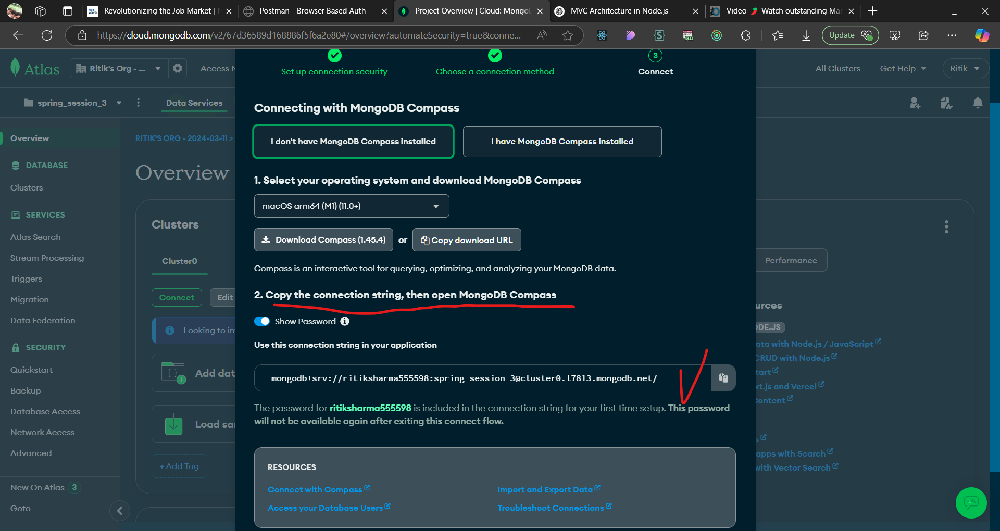 Revolutionizing the Job Market |
Postman - Browser Based Auth
Project Overview | Cloud: MongoD
MVC Architecture in Node.js
Video 🌶️ Watch outstanding Mar
https://cloud.mongodb.com/v2/67d36589d168886f5f6a2e80#/overview?automateSecurity=true&conne...
Update
Atlas
Ritik's Org - ...
Access
All Clusters
Get Help
Ritik
spring_session_3
Data Services
Set up connection security
Choose a connection method
3
Connect
Overview
DATABASE
Clusters
SERVICES
Atlas Search
Stream Processing
Triggers
Migration
Data Federation
SECURITY
Quickstart
Backup
Database Access
Network Access
Advanced
New On Atlas 3
Goto
RITIK'S ORG - 2024-03-11 >
Overview
Clusters
Cluster0
Connect
Edit
Looking to in
Add dat
Load sa
+ Add Tag
Connecting with MongoDB Compass
I don't have MongoDB Compass installed
I have MongoDB Compass installed
1. Select your operating system and download MongoDB Compass
macOS arm64 (M1) (11.0+)
Download Compass (1.45.4)
or
Copy download URL
Compass is an interactive tool for querying, optimizing, and analyzing your MongoDB data.
2. Copy the connection string, then open MongoDB Compass
Show Password
Use this connection string in your application
mongodb+srv://ritiksharma555598:spring_session_3@cluster0.l7813.mongodb.net/
The password for ritiksharma555598 is included in the connection string for your first time setup. This password
will not be available again after exiting this connect flow.
RESOURCES
Connect with Compass
Import and Export Data
Access your Database Users
Troubleshoot Connections
Performance
urces
DE.JS
ata with Node.js / JavaScript
CRUD with Node.js
tart
xt.js and Vercel
Content
apps with Search
with Vector Search